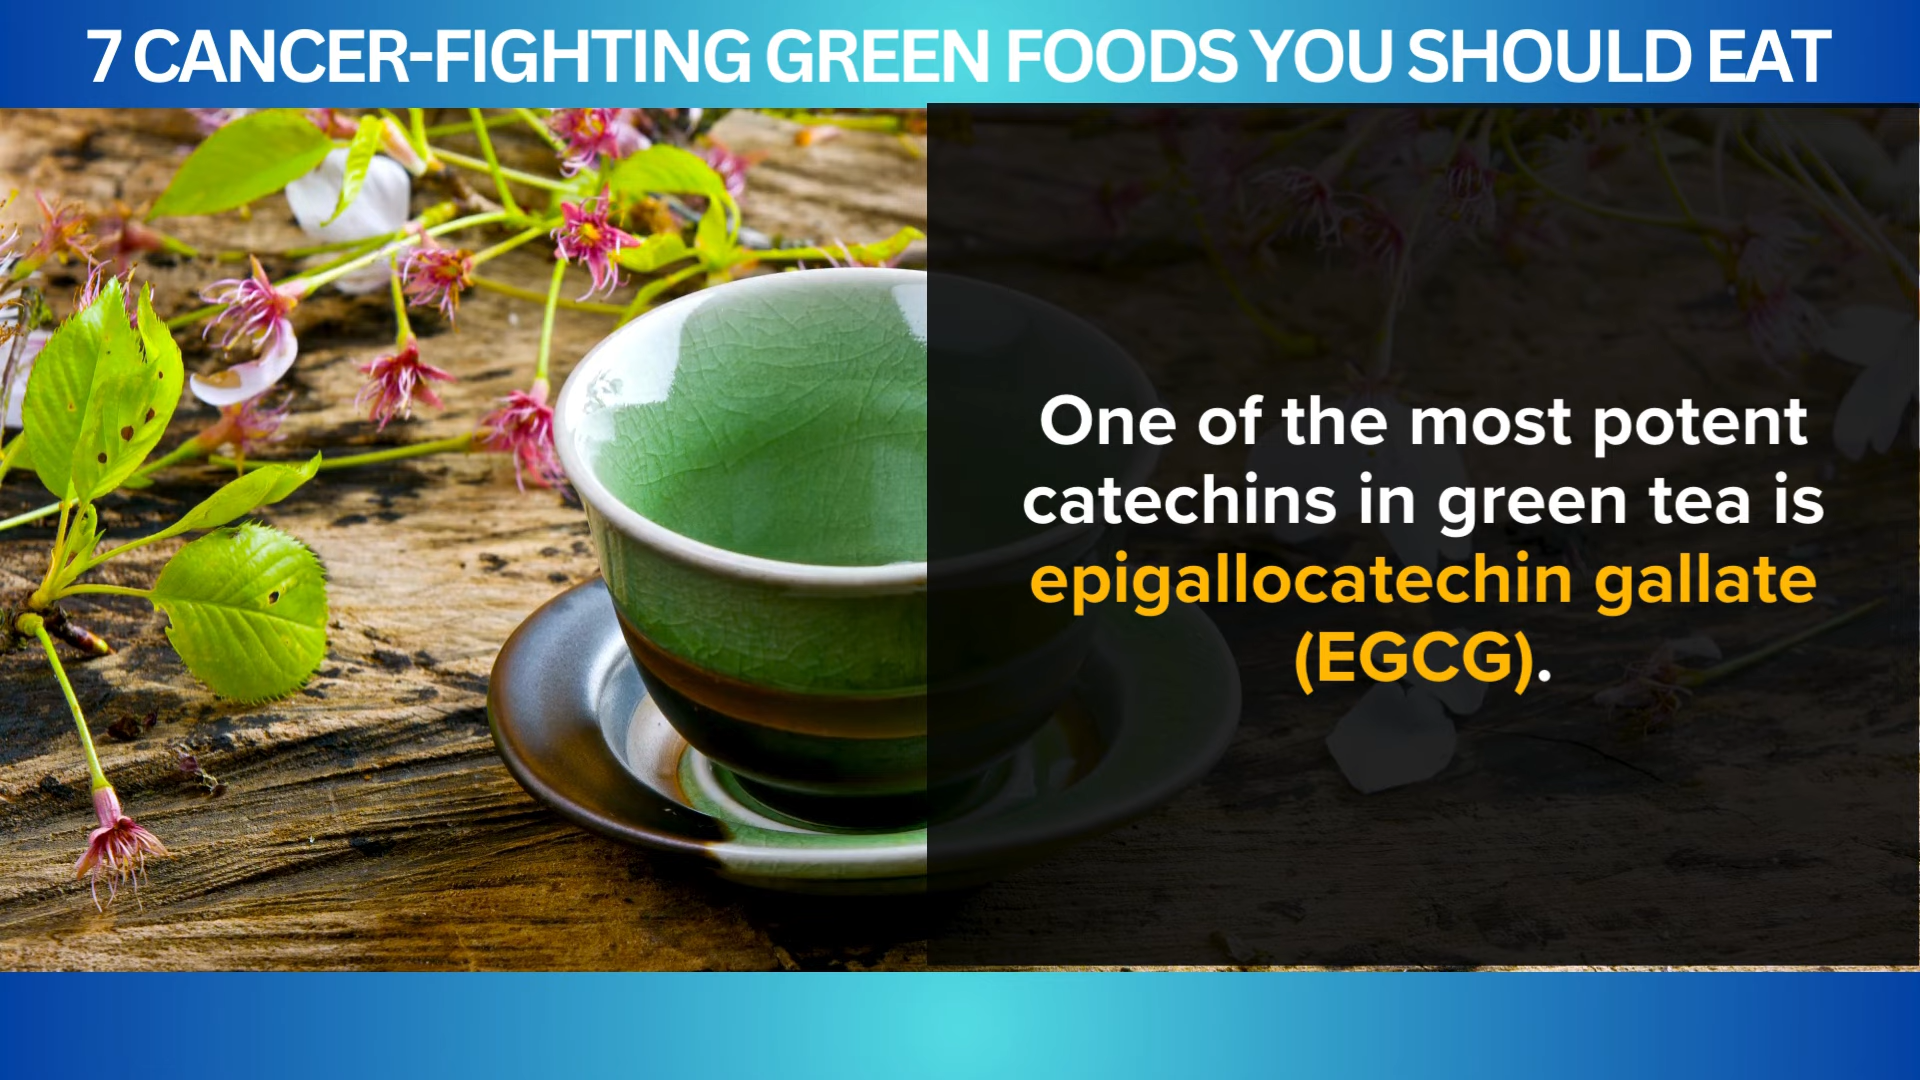 7 CANCER-FIGHTING GREEN FOODS YOU SHOULD EAT
One of the most potent
catechins in green tea is
epigallocatechin gallate
(EGCG).